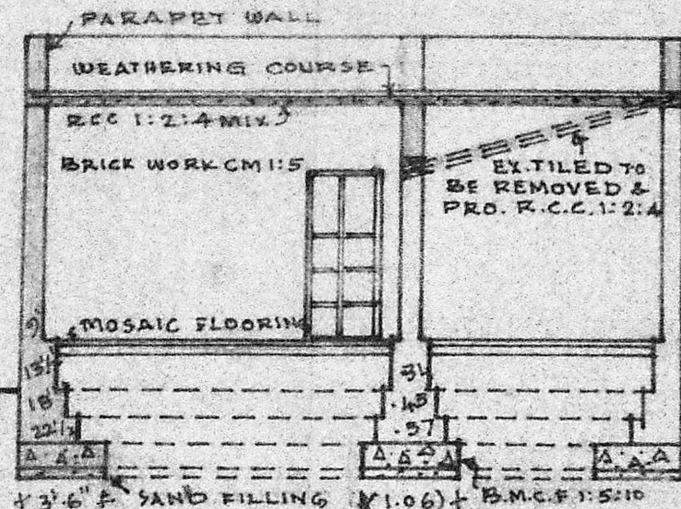 PARAPET WALL
WEATHERING COURSE
RCC 1:2:4 MIX
BRICK WORK CM 1:5
EX. TILED TO
BE REMOVED &
PRO. R.C.C. 1:2:4
MOSAIC FLOORING
9"
13½
18
22½
.34
.45
.57
3'6"
SAND FILLING
(1.06)
B.M.C.F 1:5:10